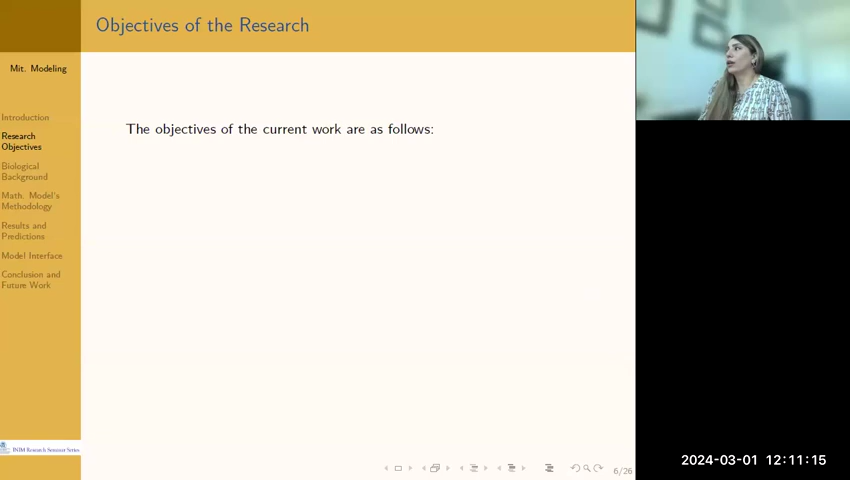 Objectives of the Research
Mit. Modeling
Introduction
Research
Objectives
Biological
Background
Math. Model's
Methodology
Results and
Predictions
Model Interface
Conclusion and
Future Work
The objectives of the current work are as follows:
6/26
2024-03-01 12:11:15